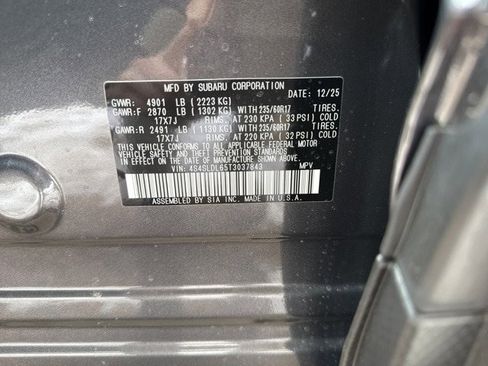 MFD BY SUBARU CORPORATION DATE: 12/25
GVWR: 4901 LB (2223 KG)
GAWR:F 2870 LB (1302 KG) WITH 235/60R17 TIRES,
17X7J RIMS, AT 230 KPA (33 PSI) COLD
GAWR:R 2491 LB (1130 KG) WITH 235/60R17 TIRES,
17X7J RIMS, AT 220 KPA (32 PSI) COLD
THIS VEHICLE CONFORMS TO ALL APPLICABLE FEDERAL MOTOR
VEHICLE SAFETY, BUMPER, AND THEFT PREVENTION STANDARDS
IN EFFECT ON THE DATE OF MANUFACTURE SHOWN ABOVE.
VIN: 4S4SLDL65T3037843 MPV
ASSEMBLED BY SIA INC. MADE IN U.S.A.